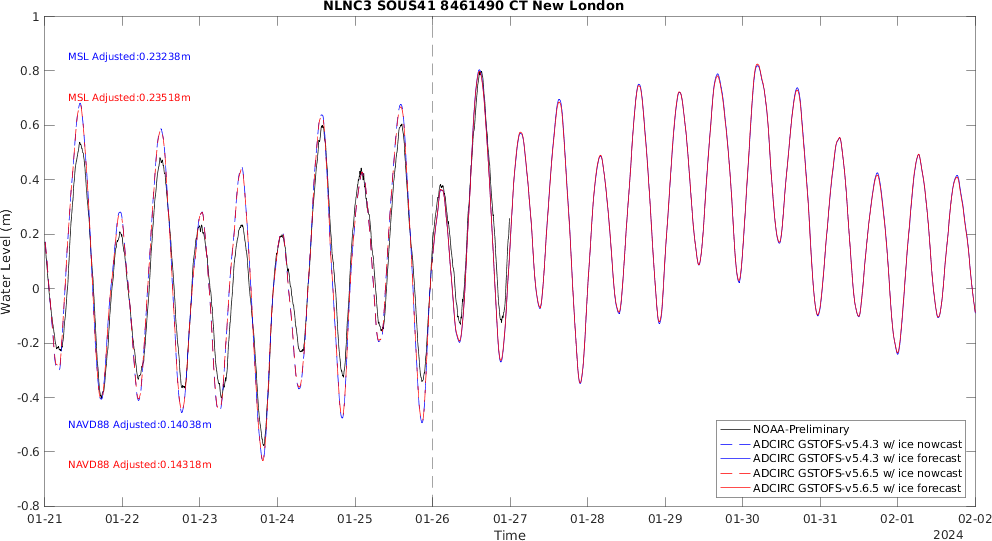 NLNC3 SOUS41 8461490 CT New London
1
0.8
0.6
0.4
0.2
0
-0.2
-0.4
-0.6
-0.8
Water Level (m)
MSL Adjusted:0.23238m
MSL Adjusted:0.23518m
NAVD88 Adjusted:0.14038m
NAVD88 Adjusted:0.14318m
NOAA-Preliminary
ADCIRC GSTOFS-v5.4.3 w/ ice nowcast
ADCIRC GSTOFS-v5.4.3 w/ ice forecast
ADCIRC GSTOFS-v5.6.5 w/ ice nowcast
ADCIRC GSTOFS-v5.6.5 w/ ice forecast
01-21 01-22 01-23 01-24 01-25 01-26 01-27 01-28 01-29 01-30 01-31 02-01 02-02
Time
2024